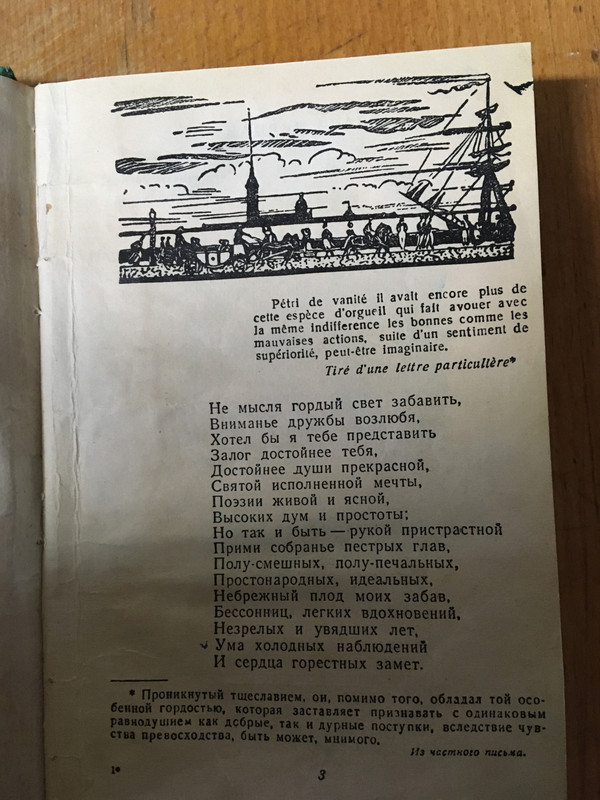 Pétri de vanité il avait encore plus de
cette espèce d'orgueil qui fait avouer avec
la même indifference les bonnes comme les
mauvaises actions, suite d'un sentiment de
supériorité, peut-être imaginaire.
Tiré d'une lettre particulière*
Не мысля гордый свет забавить,
Вниманье дружбы возлюбя,
Хотел бы я тебе представить
Залог достойнее тебя,
Достойнее души прекрасной,
Святой исполненной мечты,
Поэзии живой и ясной,
Высоких дум и простоты;
Но так и быть — рукой пристрастной
Прими собранье пестрых глав,
Полу-смешных, полу-печальных,
Простонародных, идеальных,
Небрежный плод моих забав,
Бессонниц, легких вдохновений,
Незрелых и увядших лет,
Ума холодных наблюдений
И сердца горестных замет.
* Проникнутый тщеславием, он, помимо того, обладал той осо-
бенной гордостью, которая заставляет признавать с одинаковым
равнодушием как добрые, так и дурные поступки, вследствие чув-
ства превосходства, быть может, мнимого.
Из частного письма.
1*
3